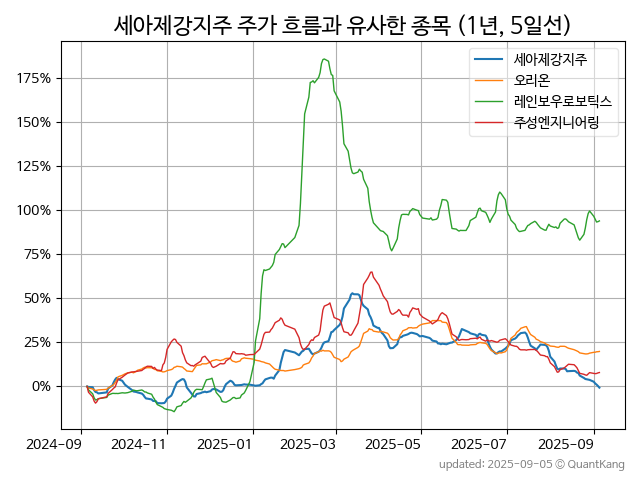 세아제강지주 주가 흐름과 유사한 종목 (1년, 5일선)
세아제강지주
오리온
레인보우로보틱스
주성엔지니어링
175%
150%
125%
100%
75%
50%
25%
0%
2024-09
2024-11
2025-01
2025-03
2025-05
2025-07
2025-09
updated: 2025-09-05 © QuantKang